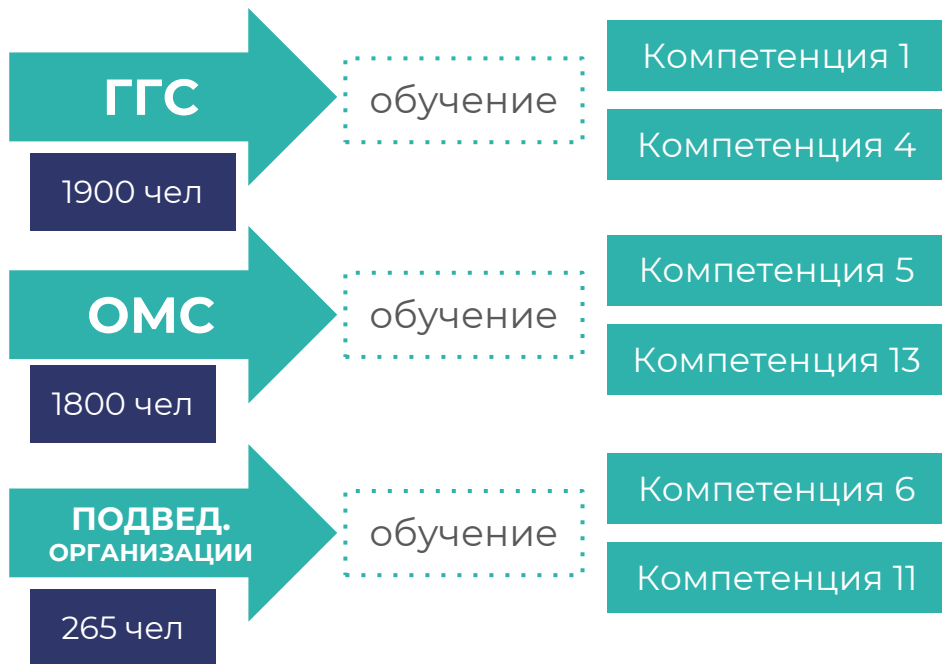 ГГС
1900 чел
обучение
Компетенция 1
Компетенция 4
ОМС
1800 чел
обучение
Компетенция 5
Компетенция 13
ПОДВЕД.
ОРГАНИЗАЦИИ
265 чел
обучение
Компетенция 6
Компетенция 11